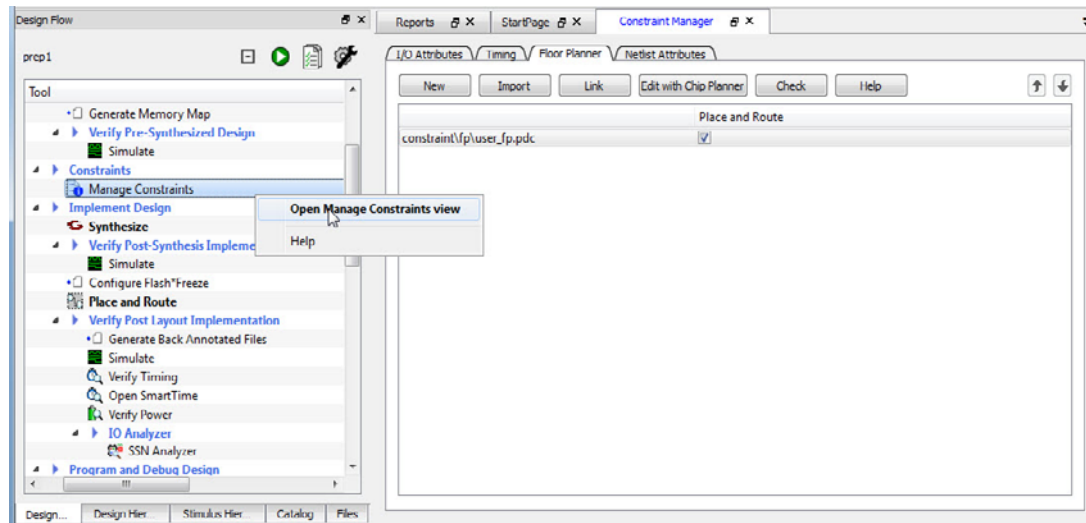 Design Flow
prep1
Tool
Generate Memory Map
Verify Pre-Synthesized Design
Simulate
Constraints
Manage Constraints
Implement Design
Synthesize
Verify Post-Synthesis Impleme
Simulate
Configure Flash*Freeze
Place and Route
Verify Post Layout Implementation
Generate Back Annotated Files
Simulate
Verify Timing
Open SmartTime
Verify Power
IO Analyzer
SSN Analyzer
Program and Debug Design
Design... Design Hier... Stimulus Hier... Catalog Files
Open Manage Constraints view
Help
Reports StartPage Constraint Manager
I/O Attributes Timing Floor Planner Netlist Attributes
New Import Link Edit with Chip Planner Check Help
Place and Route
constraint\fp\user_fp.pdc